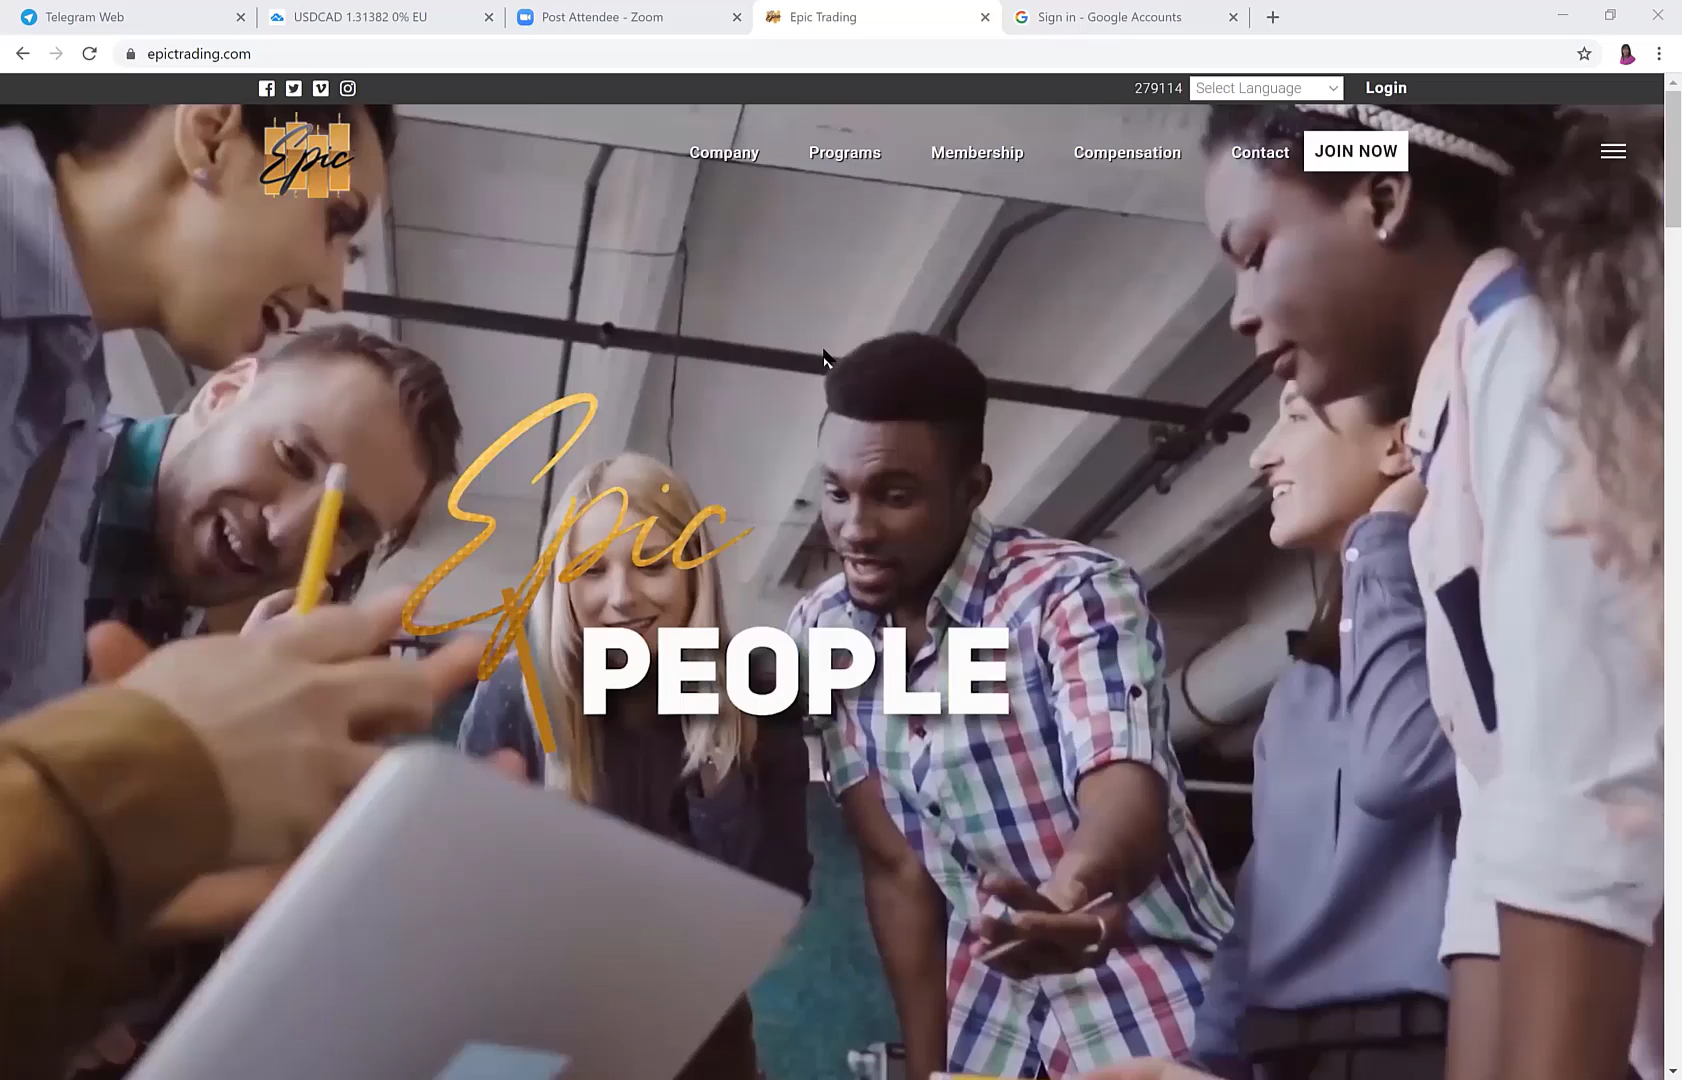 Telegram Web
USDCAD 1.31382 0% EU
Post Attendee - Zoom
Epic Trading
Sign in - Google Accounts
epictrading.com
279114
Select Language
Login
Epic
Company
Programs
Membership
Compensation
Contact
JOIN NOW
Epic
PEOPLE